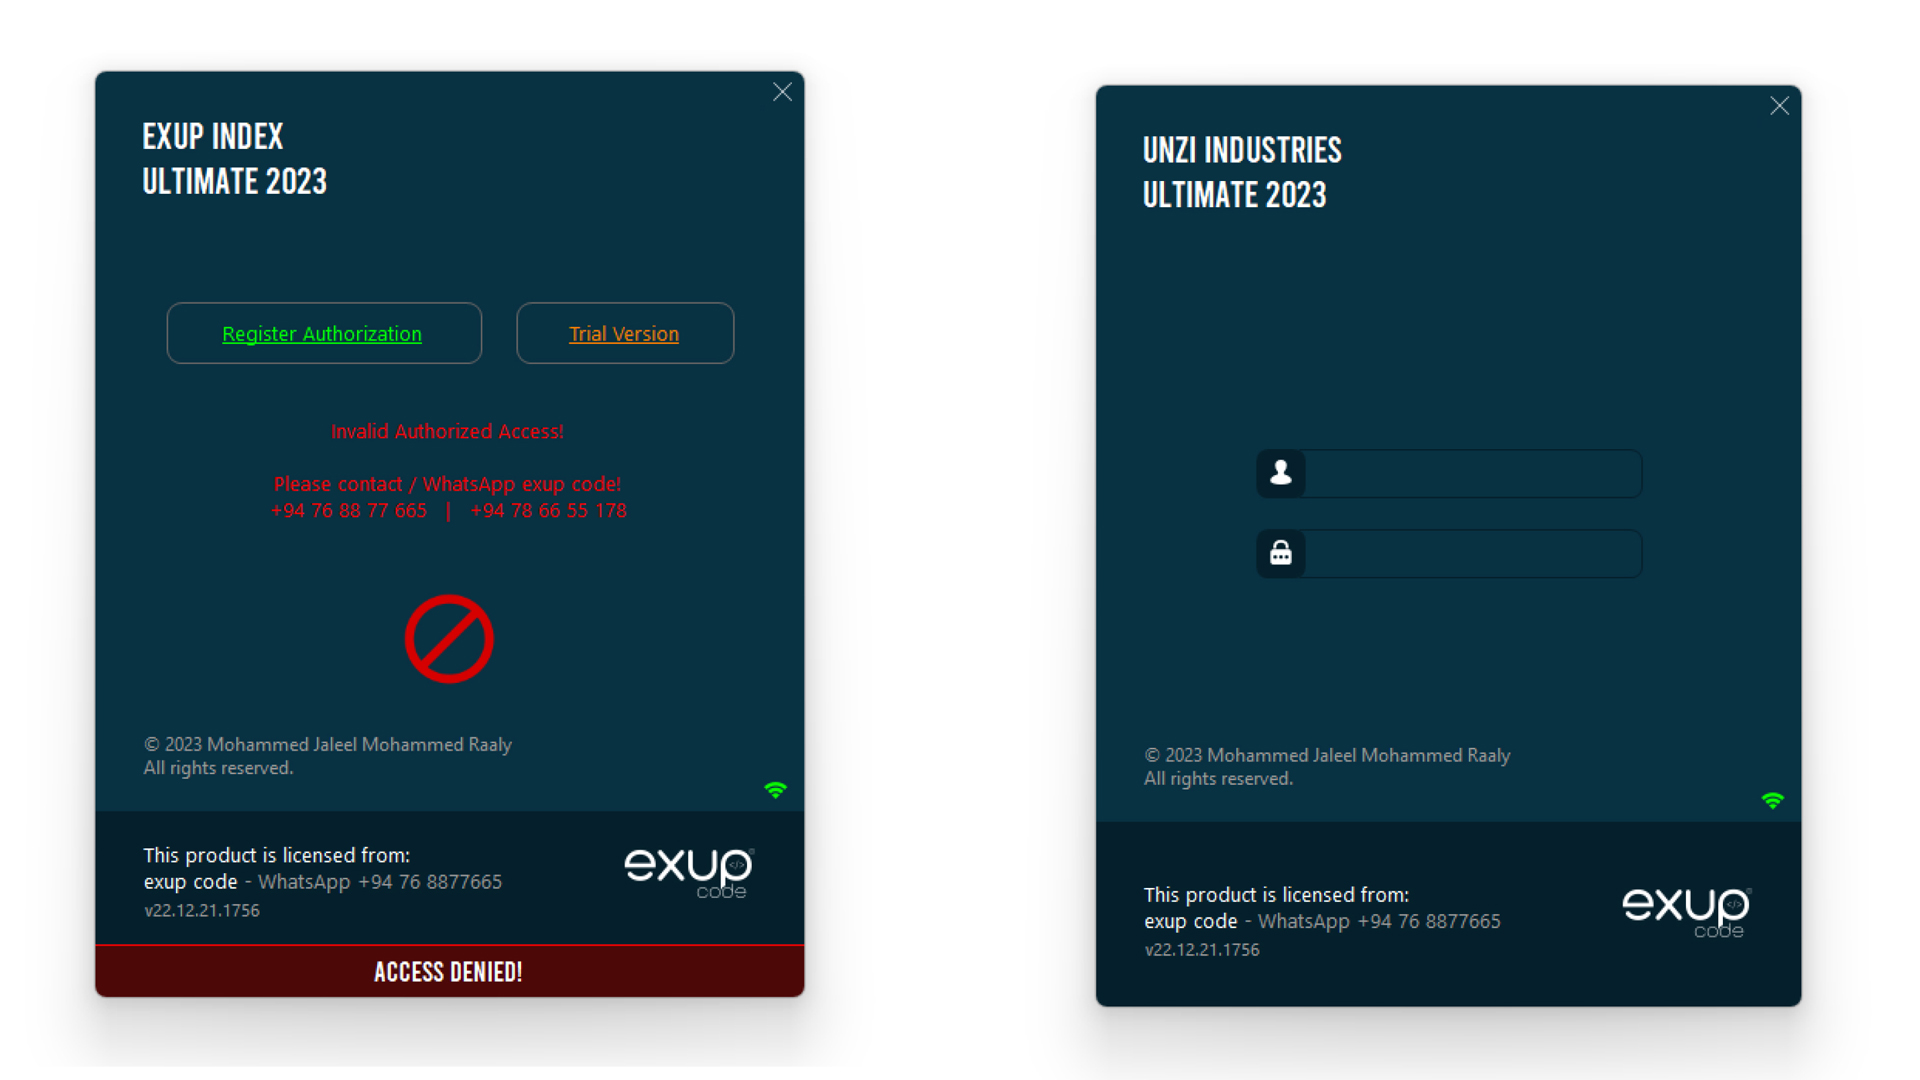 EXUP INDEX
ULTIMATE 2023
Register Authorization
Trial Version
Invalid Authorized Access!
Please contact / WhatsApp exup code!
+94 76 88 77 665 | +94 78 66 55 178
© 2023 Mohammed Jaleel Mohammed Raaly
All rights reserved.
This product is licensed from:
exup code - WhatsApp +94 76 8877665
v22.12.21.1756
exup
</>
code
ACCESS DENIED!
UNZI INDUSTRIES
ULTIMATE 2023
© 2023 Mohammed Jaleel Mohammed Raaly
All rights reserved.
This product is licensed from:
exup code - WhatsApp +94 76 8877665
v22.12.21.1756
exup
</>
code